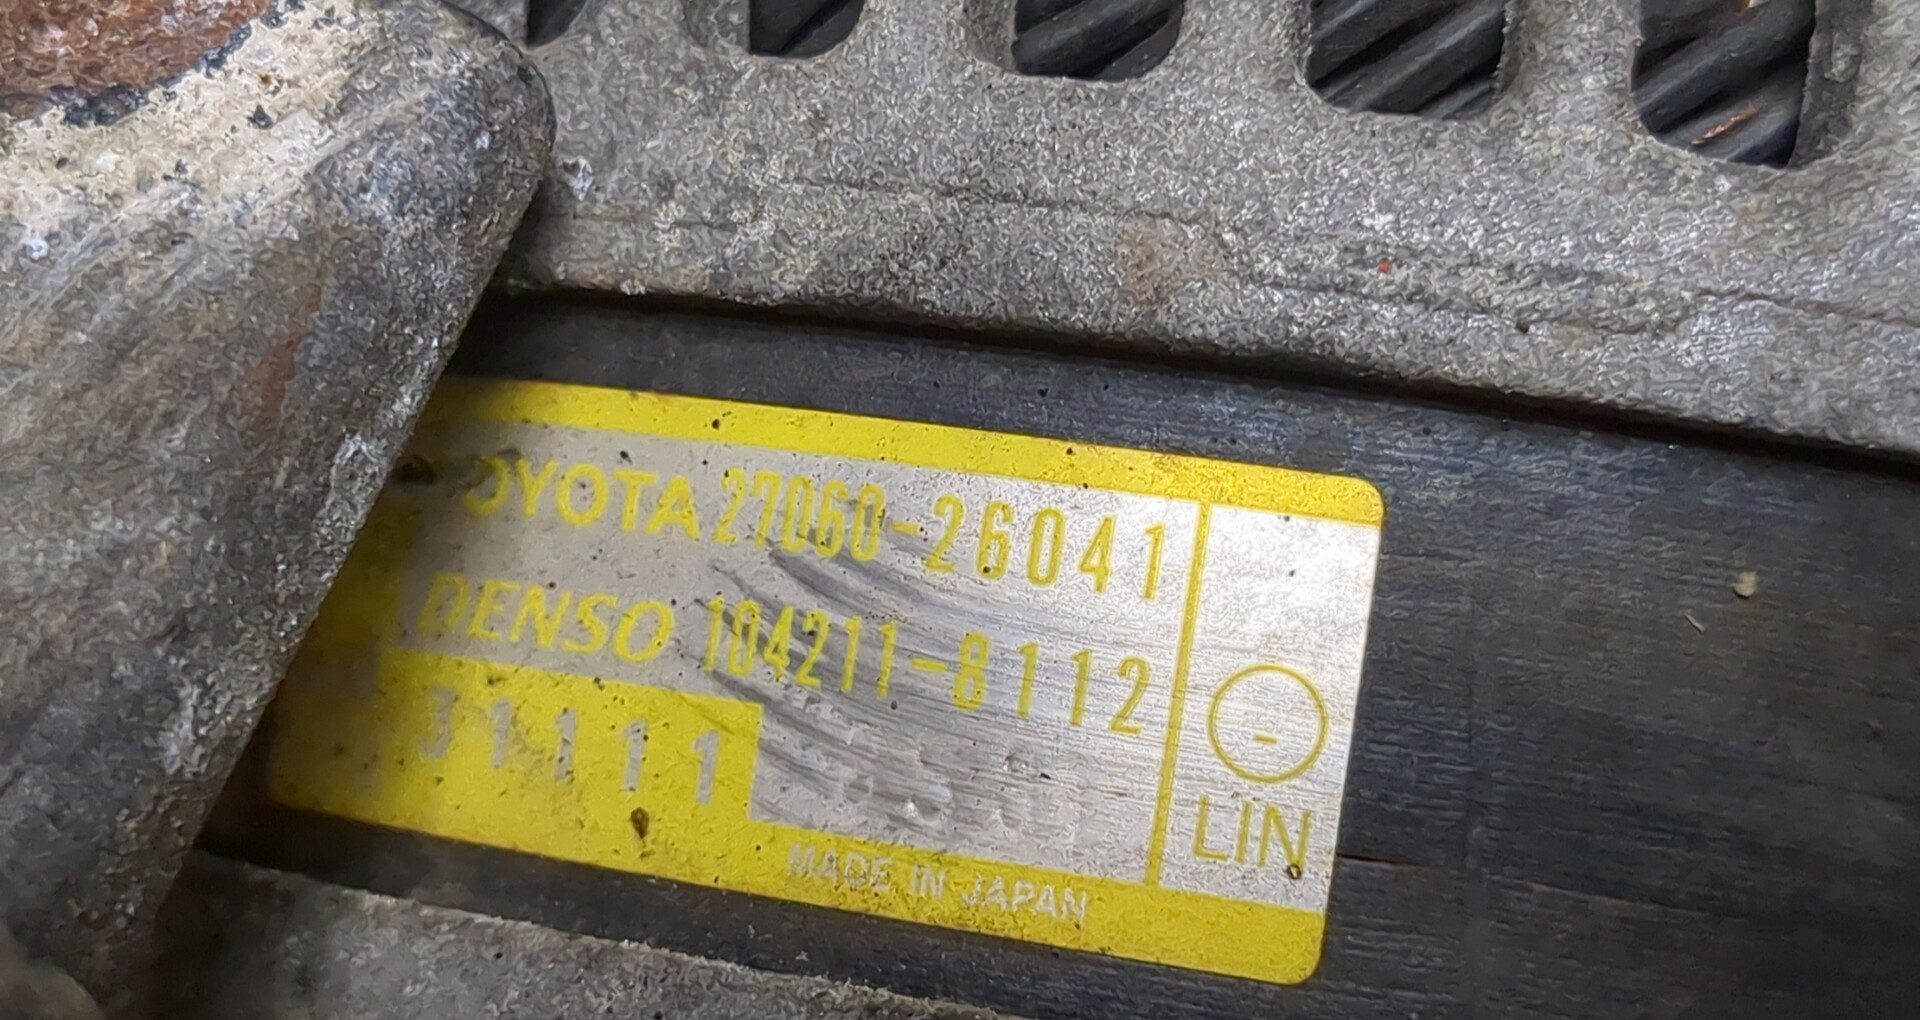 TOYOTA 27060-26041
DENSO 104211-8112
31111
MADE IN JAPAN
-
LIN